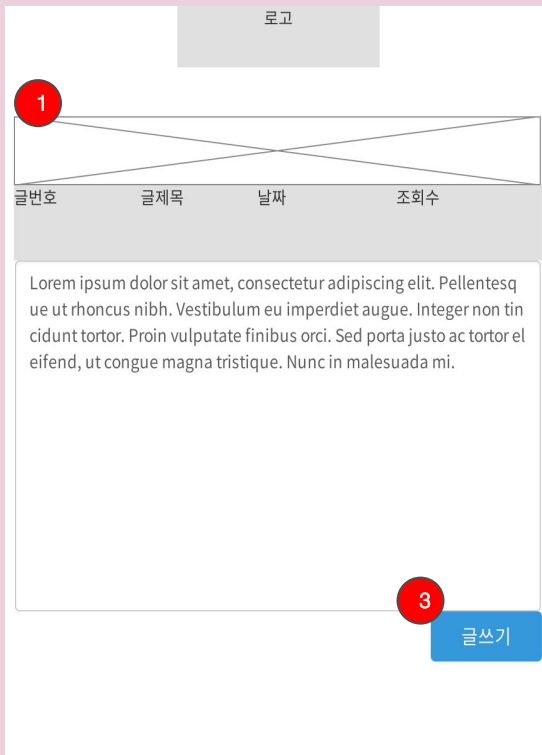 로고
1
글번호 글제목 날짜 조회수
Lorem ipsum dolor sit amet, consectetur adipiscing elit. Pellentesq
ue ut rhoncus nibh. Vestibulum eu imperdiet augue. Integer non tin
cidunt tortor. Proin vulputate finibus orci. Sed porta justo ac tortor el
eifend, ut congue magna tristique. Nunc in malesuada mi.
3
글쓰기